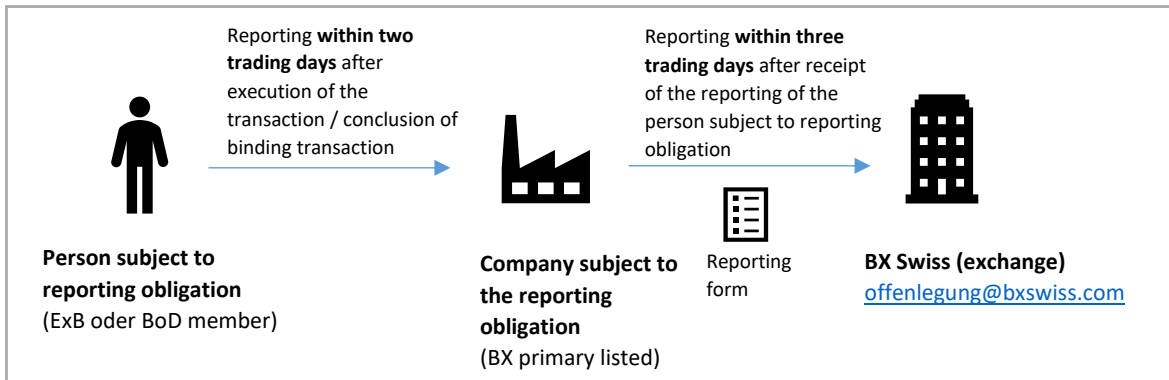 Reporting within two
trading days after
execution of the
transaction / conclusion of
binding transaction
Reporting within three
trading days after receipt
of the reporting of the
person subject to reporting
obligation
Person subject to
reporting obligation
(ExB oder BoD member)
Company subject to
the reporting
obligation
(BX primary listed)
Reporting
form
BX Swiss (exchange)
offenlegung@bxswiss.com